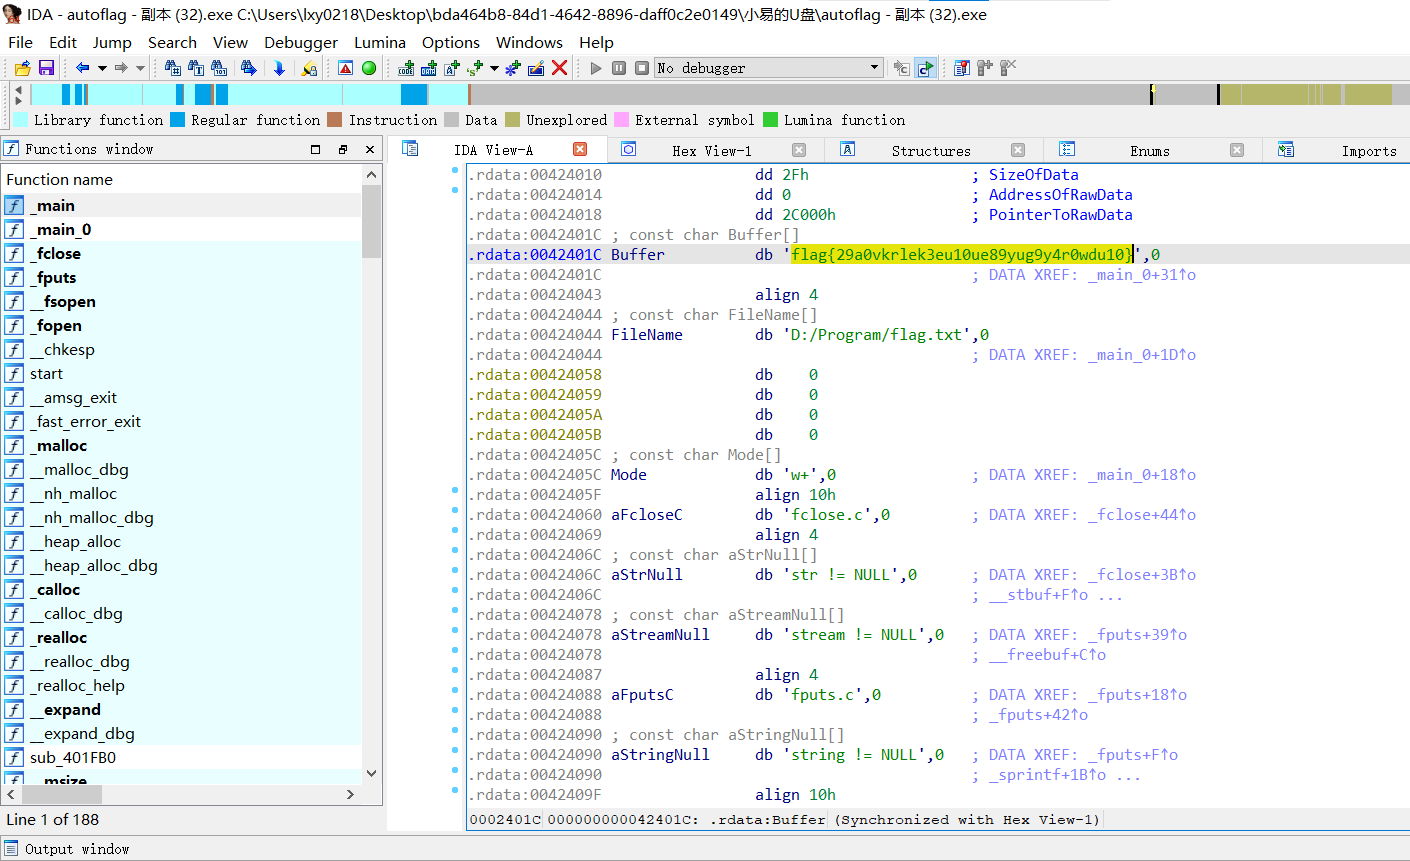 IDA - autoflag - 副本 (32).exe C:\Users\lxy0218\Desktop\bda464b8-84d1-4642-8896-daff0c2e0149\小易的U盘\autoflag - 副本 (32).exe
File Edit Jump Search View Debugger Lumina Options Windows Help
No debugger
Library function Regular function Instruction Data Unexplored External symbol Lumina function
Functions window
IDA View-A Hex View-1 Structures Enums Imports
Function name
_main
_main_0
_fclose
_fputs
__fsopen
_fopen
__chkesp
start
__amsg_exit
_fast_error_exit
_malloc
__malloc_dbg
__nh_malloc
__nh_malloc_dbg
__heap_alloc
__heap_alloc_dbg
_calloc
__calloc_dbg
_realloc
__realloc_dbg
_realloc_help
__expand
__expand_dbg
sub_401FB0
__msize
Line 1 of 188
.rdata:00424010 dd 2Fh ; SizeOfData
.rdata:00424014 dd 0 ; AddressOfRawData
.rdata:00424018 dd 2C000h ; PointerToRawData
.rdata:0042401C ; const char Buffer[]
.rdata:0042401C Buffer db 'flag{29a0vkrlek3eu10ue89yug9y4r0wdu10}',0
.rdata:0042401C ; DATA XREF: _main_0+31↑o
.rdata:00424043 align 4
.rdata:00424044 ; const char FileName[]
.rdata:00424044 FileName db 'D:/Program/flag.txt',0
.rdata:00424044 ; DATA XREF: _main_0+1D↑o
.rdata:00424058 db 0
.rdata:00424059 db 0
.rdata:0042405A db 0
.rdata:0042405B db 0
.rdata:0042405C ; const char Mode[]
.rdata:0042405C Mode db 'w+',0 ; DATA XREF: _main_0+18↑o
.rdata:0042405F align 10h
.rdata:00424060 aFcloseC db 'fclose.c',0 ; DATA XREF: _fclose+44↑o
.rdata:00424069 align 4
.rdata:0042406C ; const char aStrNull[]
.rdata:0042406C aStrNull db 'str != NULL',0 ; DATA XREF: _fclose+3B↑o
.rdata:0042406C ; __stbuf+F↑o ...
.rdata:00424078 ; const char aStreamNull[]
.rdata:00424078 aStreamNull db 'stream != NULL',0 ; DATA XREF: _fputs+39↑o
.rdata:00424078 ; __freebuf+C↑o
.rdata:00424087 align 4
.rdata:00424088 aFputsC db 'fputs.c',0 ; DATA XREF: _fputs+18↑o
.rdata:00424088 ; _fputs+42↑o
.rdata:00424090 ; const char aStringNull[]
.rdata:00424090 aStringNull db 'string != NULL',0 ; DATA XREF: _fputs+F↑o
.rdata:00424090 ; _sprintf+1B↑o ...
.rdata:0042409F align 10h
0002401C 000000000042401C: .rdata:Buffer (Synchronized with Hex View-1)
Output window